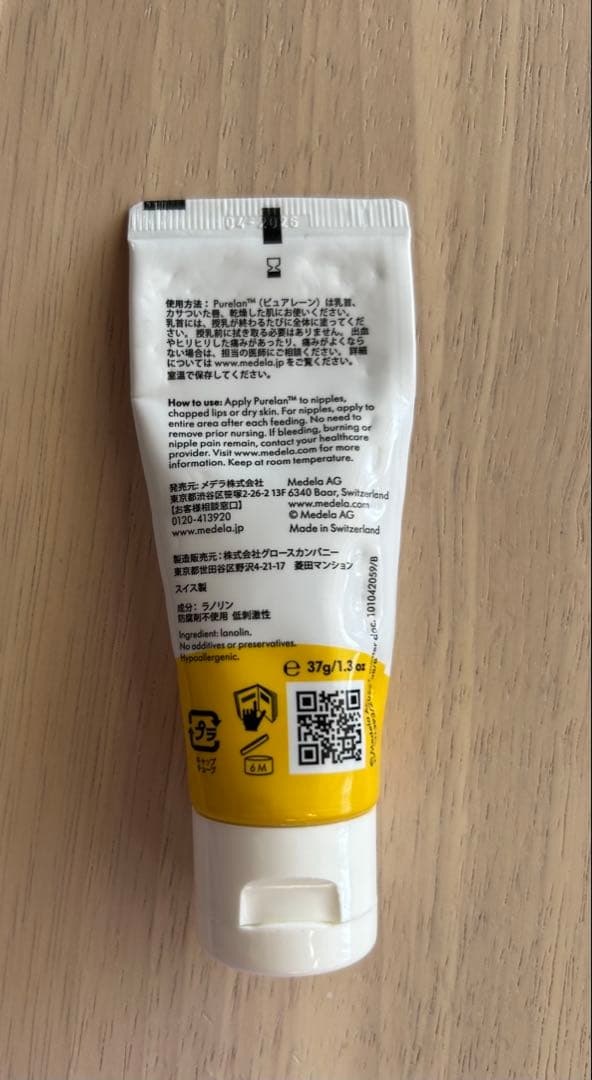 04-2026
使用方法: Purelan™ (ピュアレーン) は乳首、
カサついた唇、乾燥した肌にお使いください。
乳首には、授乳が終わるたびに全体に塗ってくだ
さい。 授乳前に拭き取る必要はありません。 出血
やヒリヒリした痛みがあったり、痛みがよくなら
ない場合は、担当の医師にご相談ください。 詳細
については www.medela.jp をご覧ください。
室温で保存してください。
How to use: Apply Purelan™ to nipples,
chapped lips or dry skin. For nipples, apply to
entire area after each feeding. No need to
remove prior nursing. If bleeding, burning or
nipple pain remain, contact your healthcare
provider. Visit www.medela.com for more
information. Keep at room temperature.
発売元: メデラ株式会社
東京都渋谷区笹塚2-26-2 13F
【お客様相談窓口】
0120-413920
www.medela.jp
Medela AG
6340 Baar, Switzerland
www.medela.com
© Medela AG
Made in Switzerland
製造販売元: 株式会社グロースカンパニー
東京都世田谷区野沢4-21-17 菱田マンション
スイス製
成分: ラノリン
防腐剤不使用 低刺激性
Ingredient: lanolin.
No additives or preservatives.
Hypoallergenic.
℮ 37g/1.3 oz
プラ
キャップ
チューブ
6 M
101042059/B